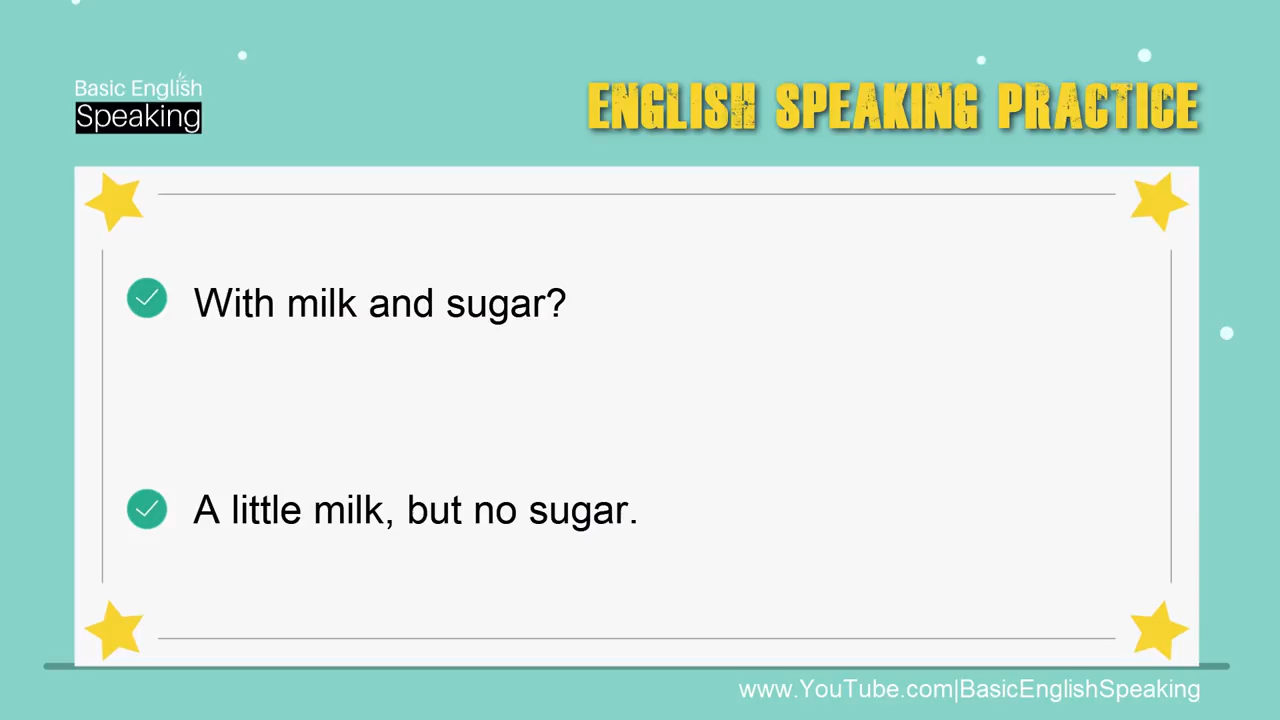 Basic English
Speaking
ENGLISH SPEAKING PRACTICE
With milk and sugar?
A little milk, but no sugar.
www.YouTube.com|BasicEnglishSpeaking